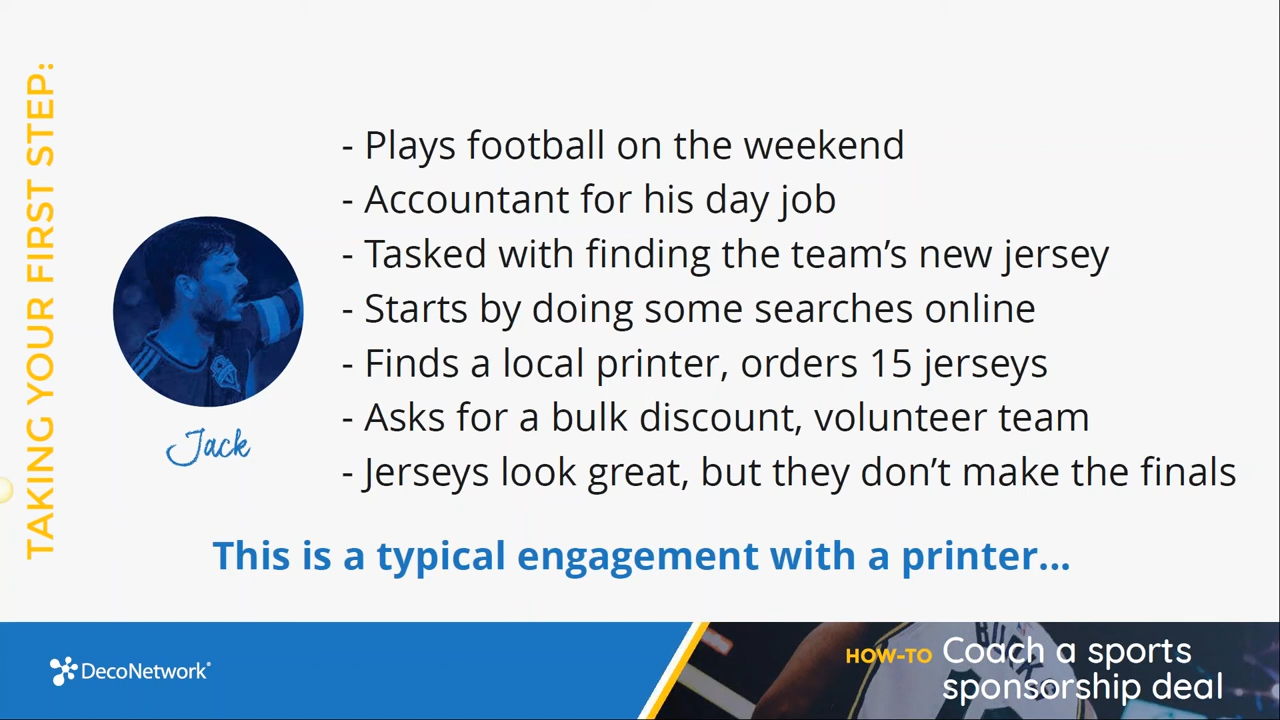 TAKING YOUR FIRST STEP:
- Plays football on the weekend
- Accountant for his day job
- Tasked with finding the team’s new jersey
- Starts by doing some searches online
- Finds a local printer, orders 15 jerseys
- Asks for a bulk discount, volunteer team
- Jerseys look great, but they don’t make the finals
Jack
This is a typical engagement with a printer...
DecoNetwork
HOW-TO Coach a sports
sponsorship deal